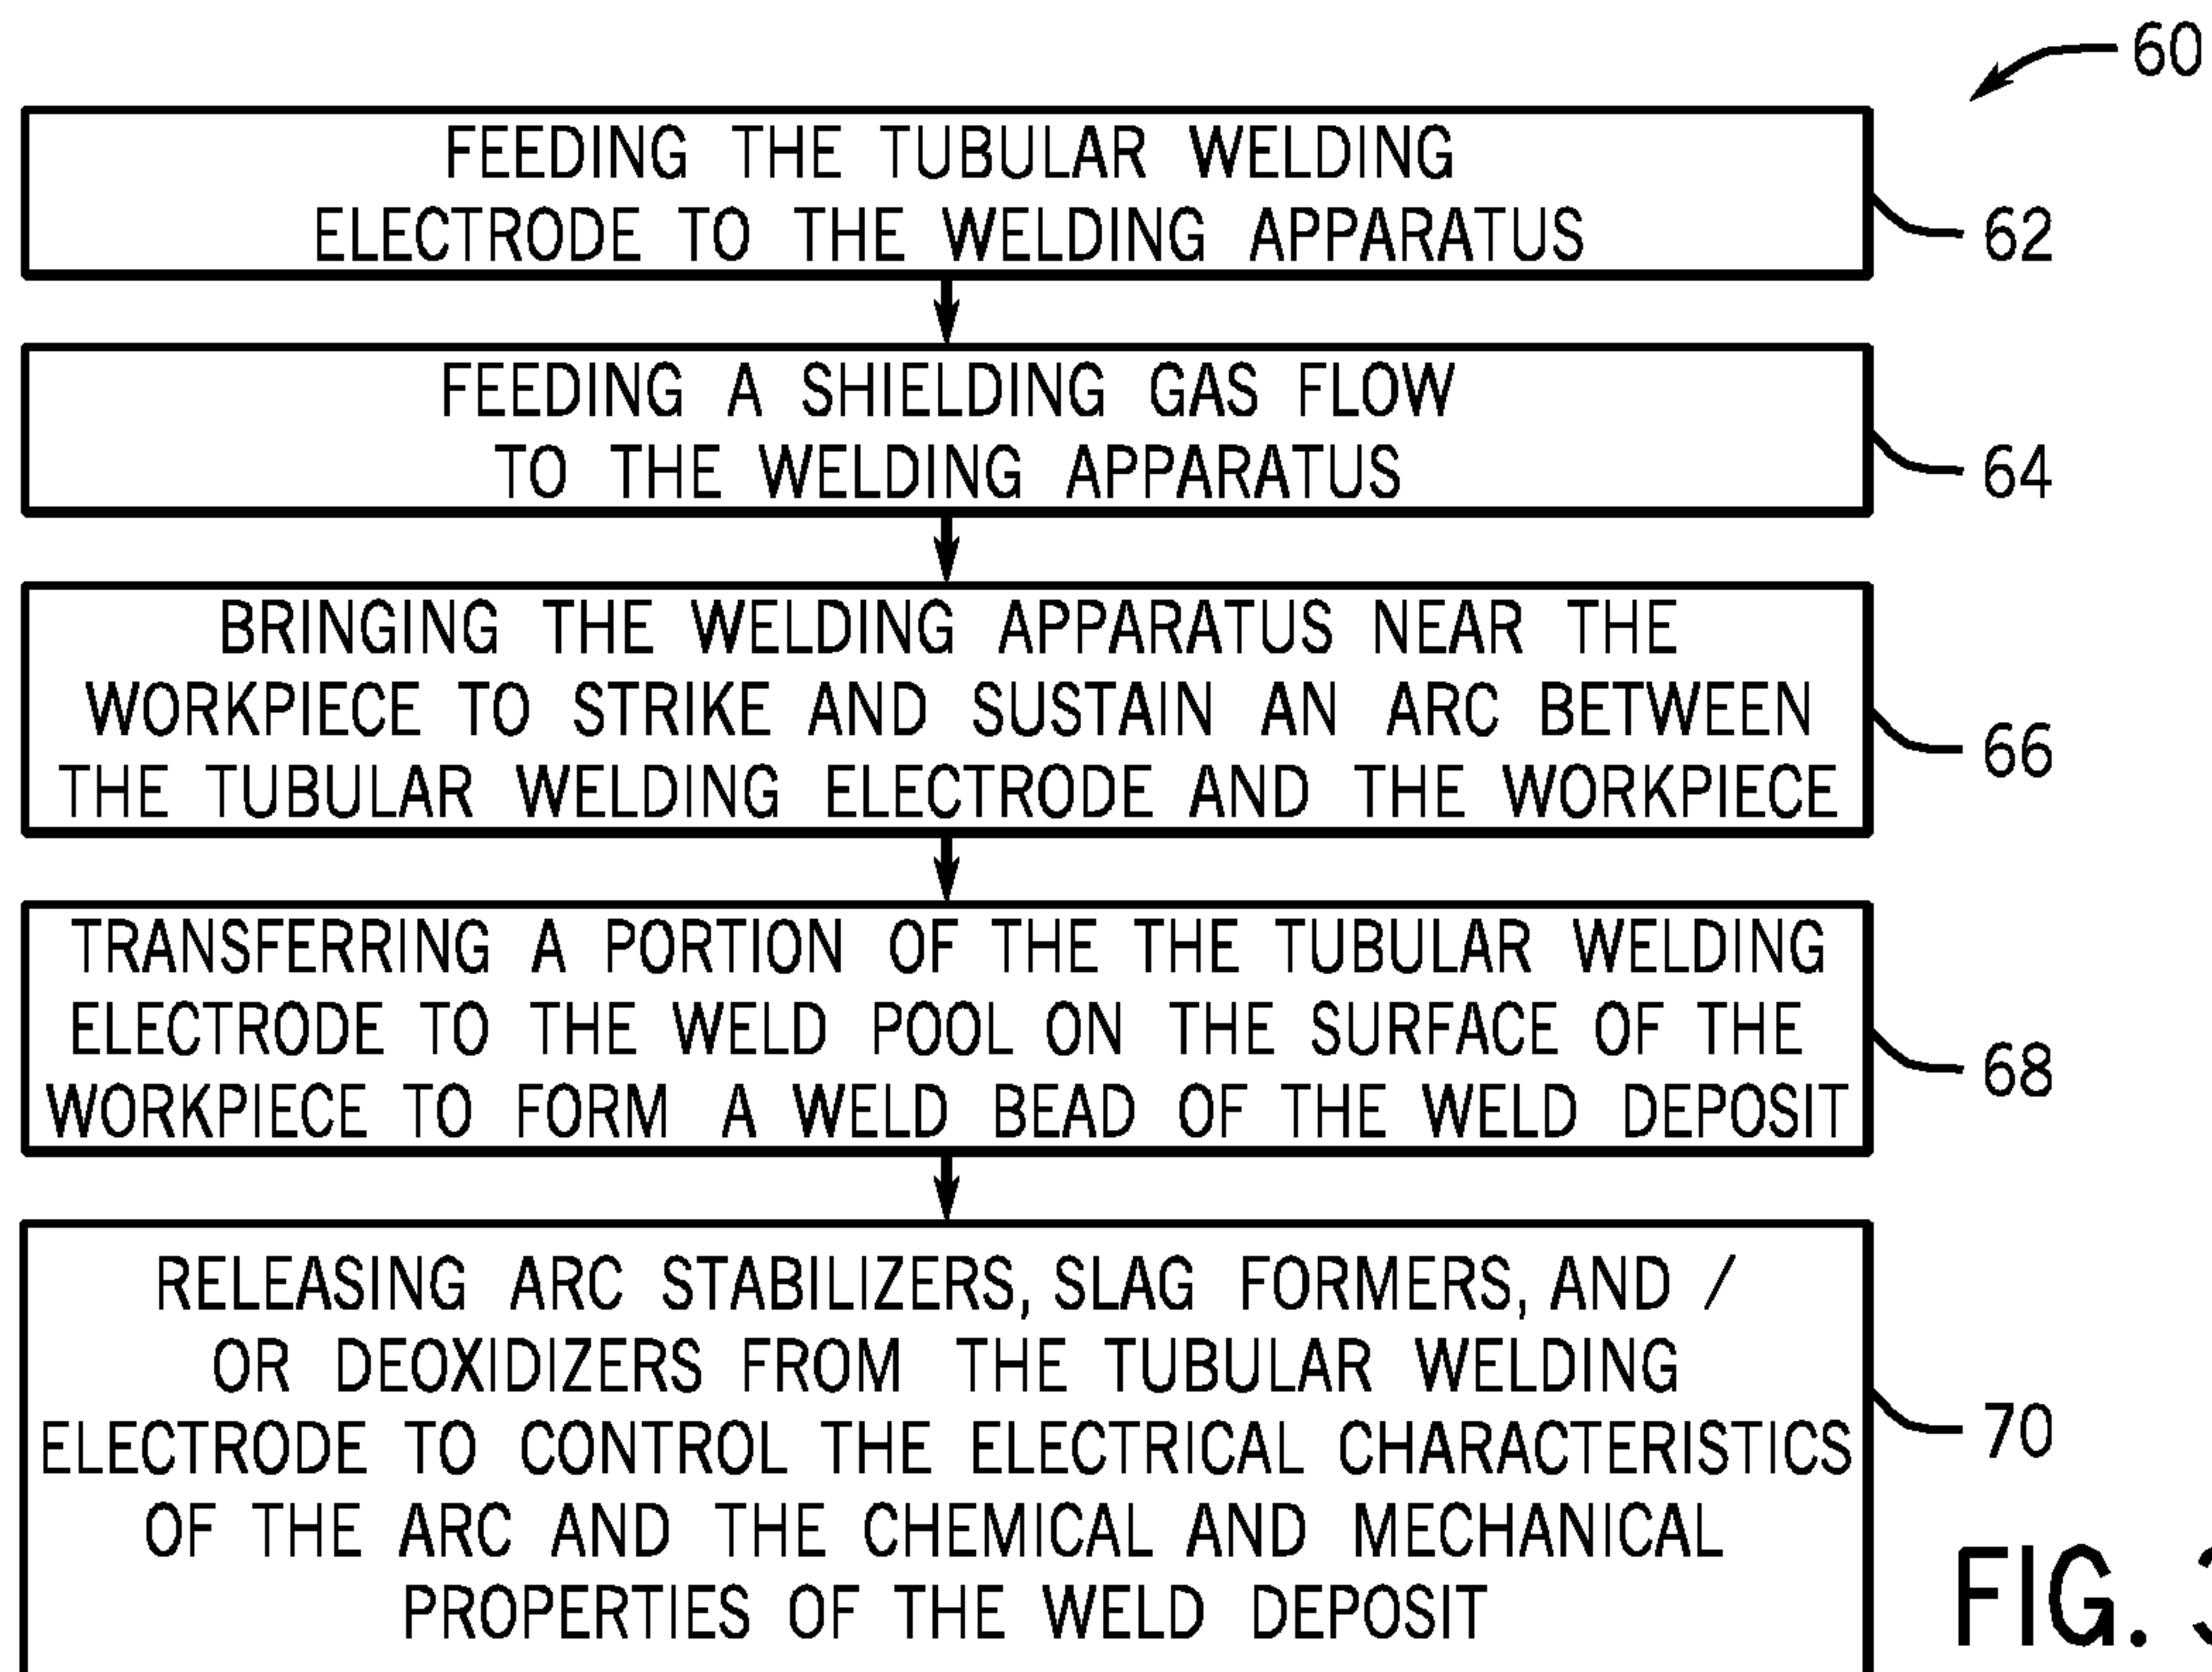 60
FEEDING THE TUBULAR WELDING
ELECTRODE TO THE WELDING APPARATUS
62
FEEDING A SHIELDING GAS FLOW
TO THE WELDING APPARATUS
64
BRINGING THE WELDING APPARATUS NEAR THE
WORKPIECE TO STRIKE AND SUSTAIN AN ARC BETWEEN
THE TUBULAR WELDING ELECTRODE AND THE WORKPIECE
66
TRANSFERRING A PORTION OF THE THE TUBULAR WELDING
ELECTRODE TO THE WELD POOL ON THE SURFACE OF THE
WORKPIECE TO FORM A WELD BEAD OF THE WELD DEPOSIT
68
RELEASING ARC STABILIZERS, SLAG FORMERS, AND /
OR DEOXIDIZERS FROM THE TUBULAR WELDING
ELECTRODE TO CONTROL THE ELECTRICAL CHARACTERISTICS
OF THE ARC AND THE CHEMICAL AND MECHANICAL
PROPERTIES OF THE WELD DEPOSIT
70
FIG.